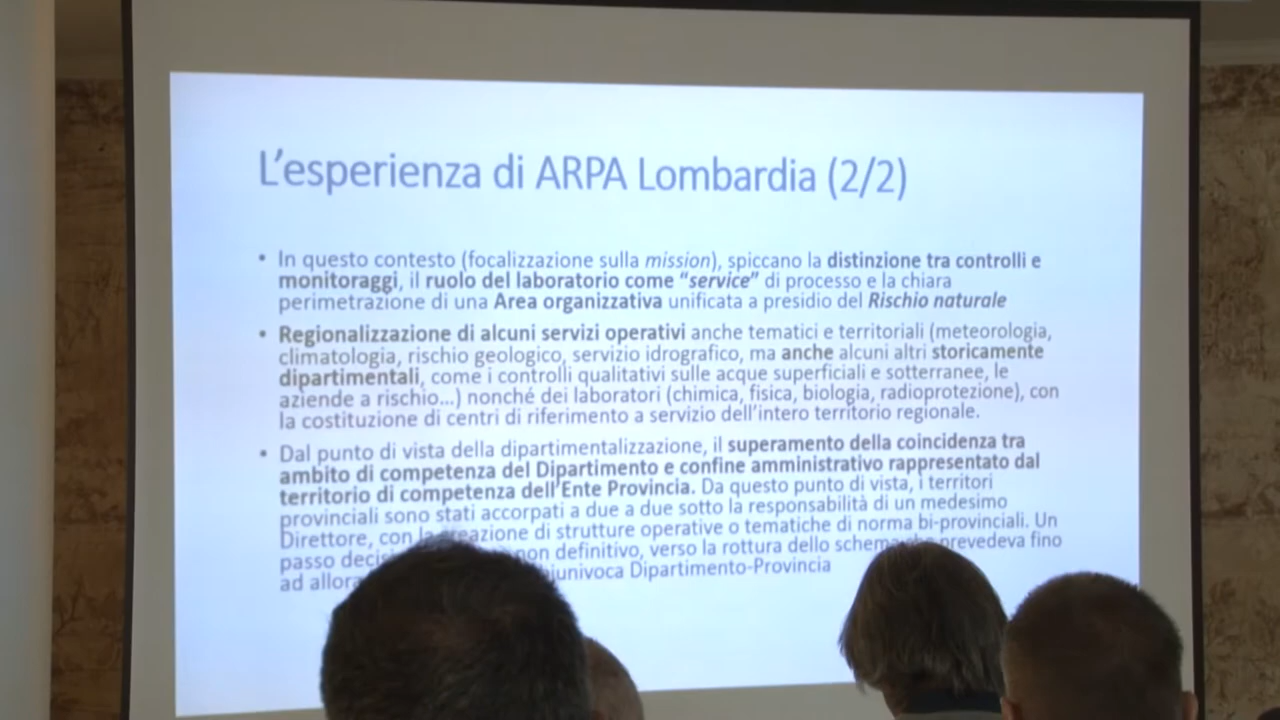 L'esperienza di ARPA Lombardia (2/2)
• In questo contesto (focalizzazione sulla mission), spiccano la distinzione tra controlli e
monitoraggi, il ruolo del laboratorio come "service" di processo e la chiara
perimetrazione di una Area organizzativa unificata a presidio del Rischio naturale
• Regionalizzazione di alcuni servizi operativi anche tematici e territoriali (meteorologia,
climatologia, rischio geologico, servizio idrografico, ma anche alcuni altri storicamente
dipartimentali, come i controlli qualitativi sulle acque superficiali e sotterranee, le
aziende a rischio...) nonché dei laboratori (chimica, fisica, biologia, radioprotezione), con
la costituzione di centri di riferimento a servizio dell'intero territorio regionale.
• Dal punto di vista della dipartimentalizzazione, il superamento della coincidenza tra
ambito di competenza del Dipartimento e confine amministrativo rappresentato dal
territorio di competenza dell'Ente Provincia. Da questo punto di vista, i territori
provinciali sono stati accorpati a due a due sotto la responsabilità di un medesimo
Direttore, con la creazione di strutture operative o tematiche di norma bi-provinciali. Un
passo non definitivo, verso la rottura dello schema che prevedeva fino
ad allora biunivoca Dipartimento-Provincia